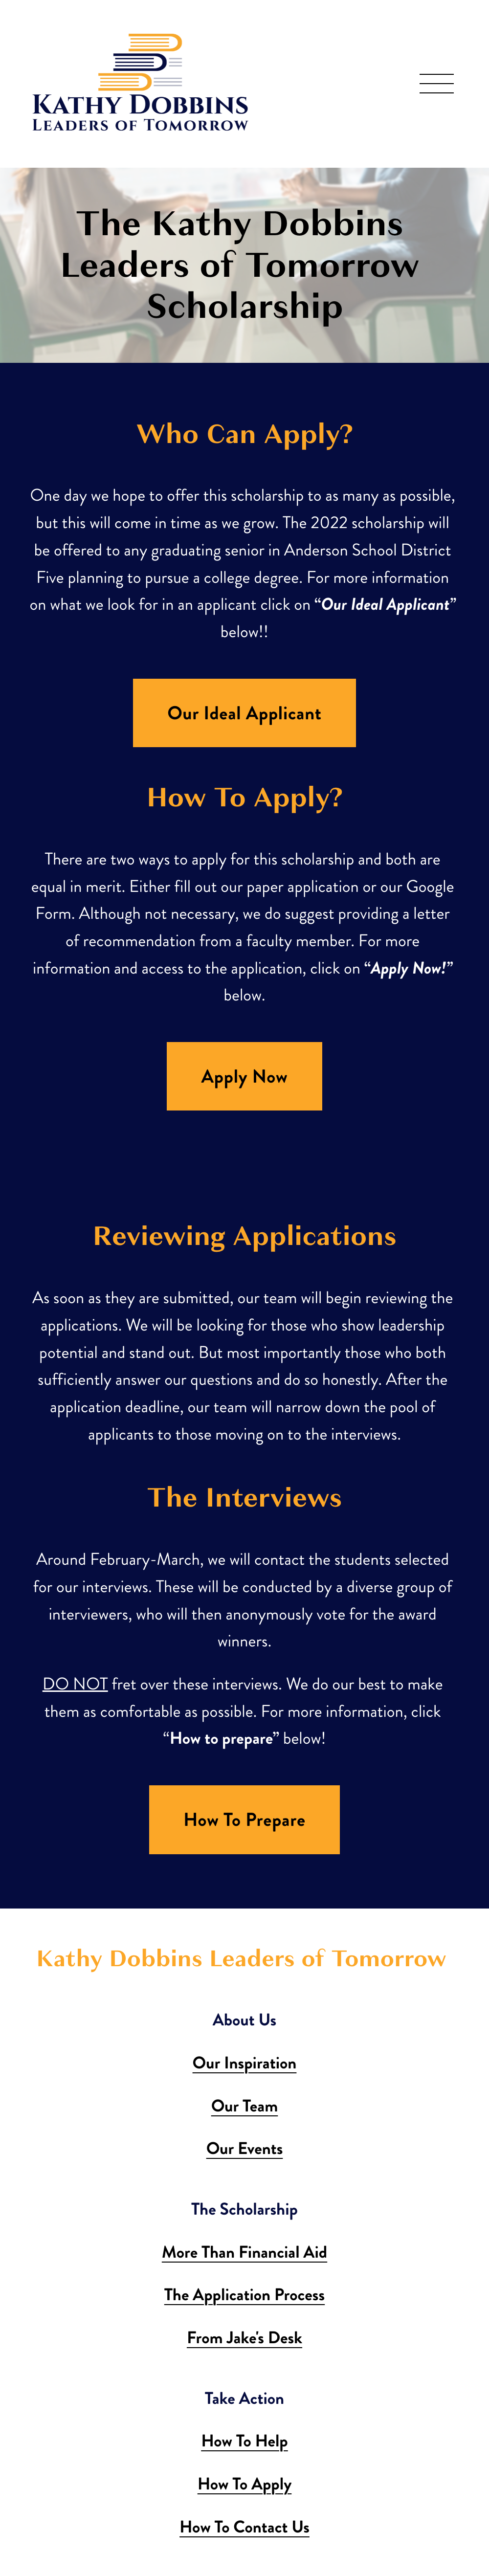 KATHY DOBBINS
LEADERS OF TOMORROW
The Kathy Dobbins
Leaders of Tomorrow
Scholarship
Who Can Apply?
One day we hope to offer this scholarship to as many as possible,
but this will come in time as we grow. The 2022 scholarship will
be offered to any graduating senior in Anderson School District
Five planning to pursue a college degree. For more information
on what we look for in an applicant click on “Our Ideal Applicant”
below!!
Our Ideal Applicant
How To Apply?
There are two ways to apply for this scholarship and both are
equal in merit. Either fill out our paper application or our Google
Form. Although not necessary, we do suggest providing a letter
of recommendation from a faculty member. For more
information and access to the application, click on “Apply Now!”
below.
Apply Now
Reviewing Applications
As soon as they are submitted, our team will begin reviewing the
applications. We will be looking for those who show leadership
potential and stand out. But most importantly those who both
sufficiently answer our questions and do so honestly. After the
application deadline, our team will narrow down the pool of
applicants to those moving on to the interviews.
The Interviews
Around February-March, we will contact the students selected
for our interviews. These will be conducted by a diverse group of
interviewers, who will then anonymously vote for the award
winners.
DO NOT fret over these interviews. We do our best to make
them as comfortable as possible. For more information, click
“How to prepare” below!
How To Prepare
Kathy Dobbins Leaders of Tomorrow
About Us
Our Inspiration
Our Team
Our Events
The Scholarship
More Than Financial Aid
The Application Process
From Jake's Desk
Take Action
How To Help
How To Apply
How To Contact Us